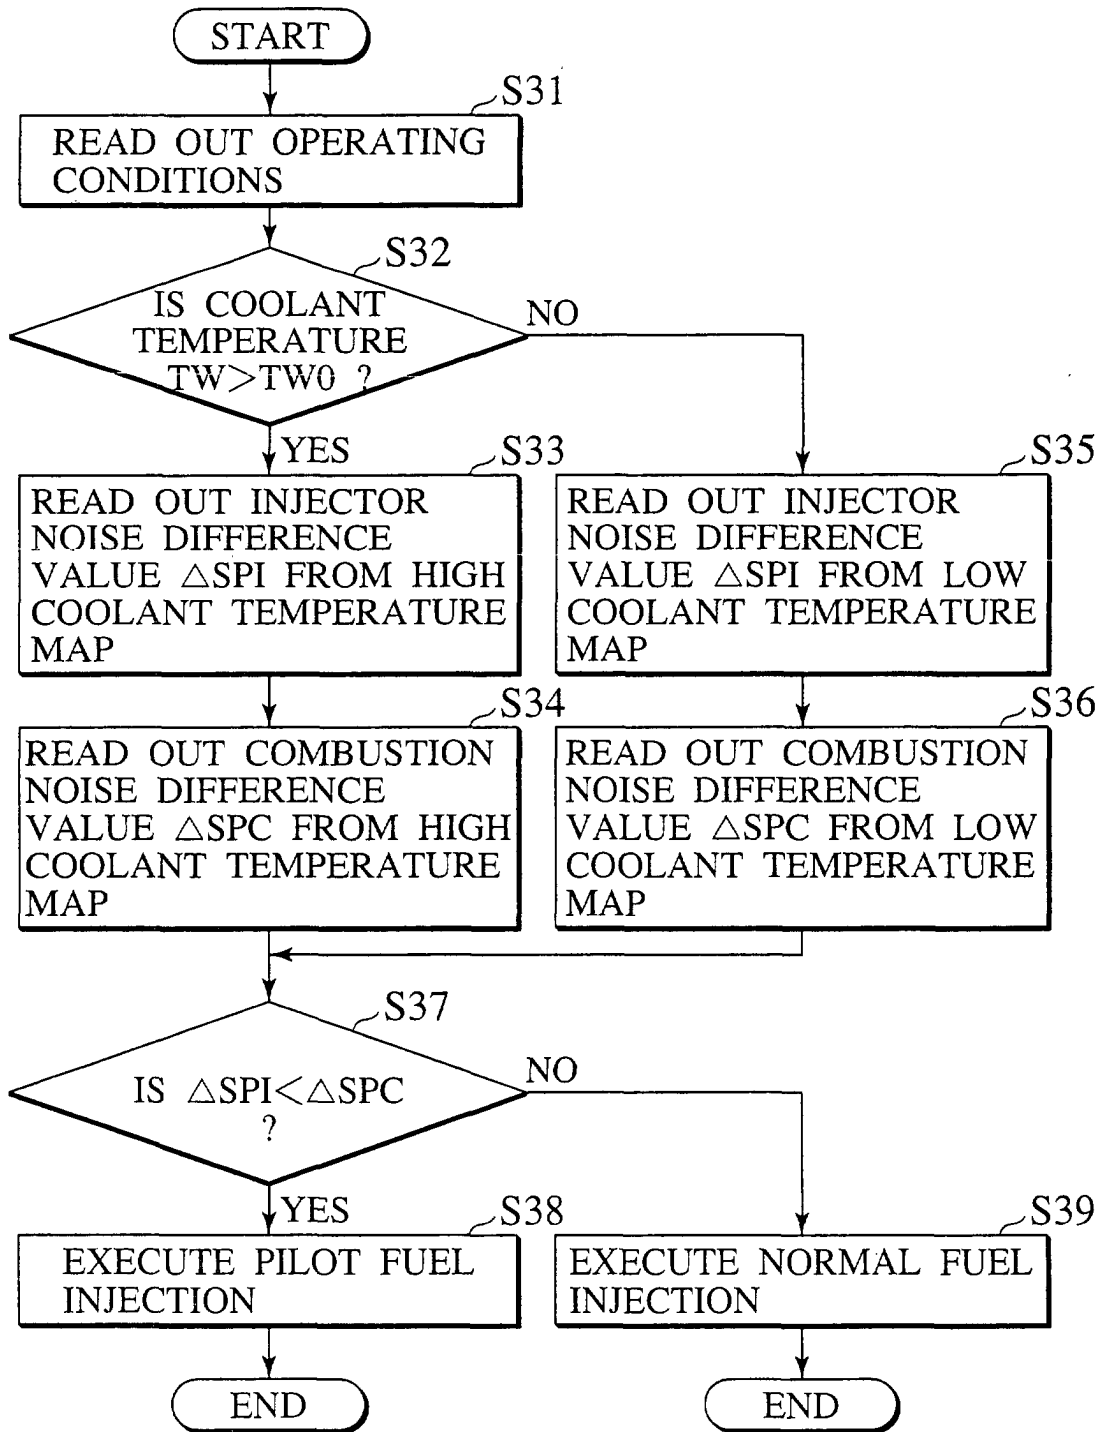 START
S31
READ OUT OPERATING
CONDITIONS
S32
IS COOLANT
TEMPERATURE
TW>TW0 ?
NO
YES
S33
READ OUT INJECTOR
NOISE DIFFERENCE
VALUE △SPI FROM HIGH
COOLANT TEMPERATURE
MAP
S35
READ OUT INJECTOR
NOISE DIFFERENCE
VALUE △SPI FROM LOW
COOLANT TEMPERATURE
MAP
S34
READ OUT COMBUSTION
NOISE DIFFERENCE
VALUE △SPC FROM HIGH
COOLANT TEMPERATURE
MAP
S36
READ OUT COMBUSTION
NOISE DIFFERENCE
VALUE △SPC FROM LOW
COOLANT TEMPERATURE
MAP
S37
IS △SPI<△SPC
?
NO
YES
S38
EXECUTE PILOT FUEL
INJECTION
S39
EXECUTE NORMAL FUEL
INJECTION
END
END